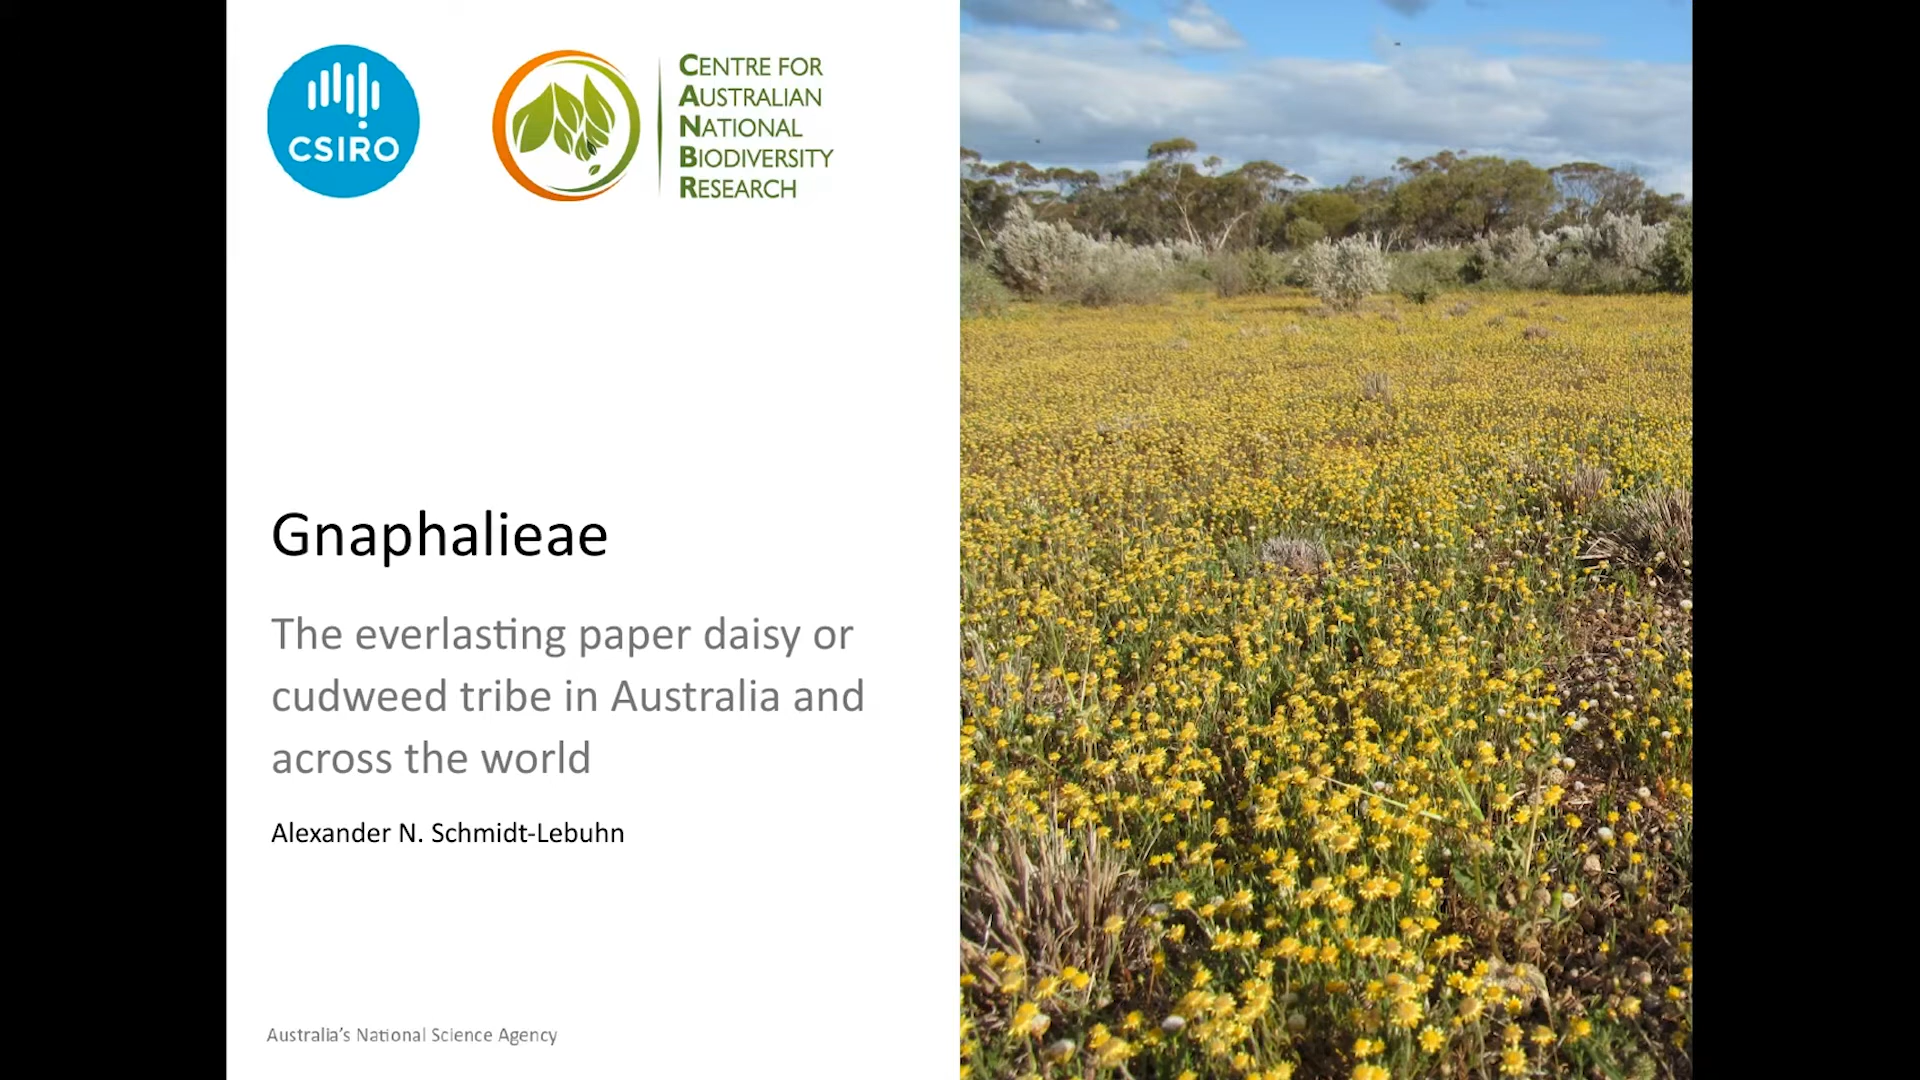 CSIRO
CENTRE FOR
AUSTRALIAN
NATIONAL
BIODIVERSITY
RESEARCH
Gnaphalieae
The everlasting paper daisy or
cudweed tribe in Australia and
across the world
Alexander N. Schmidt-Lebuhn
Australia's National Science Agency